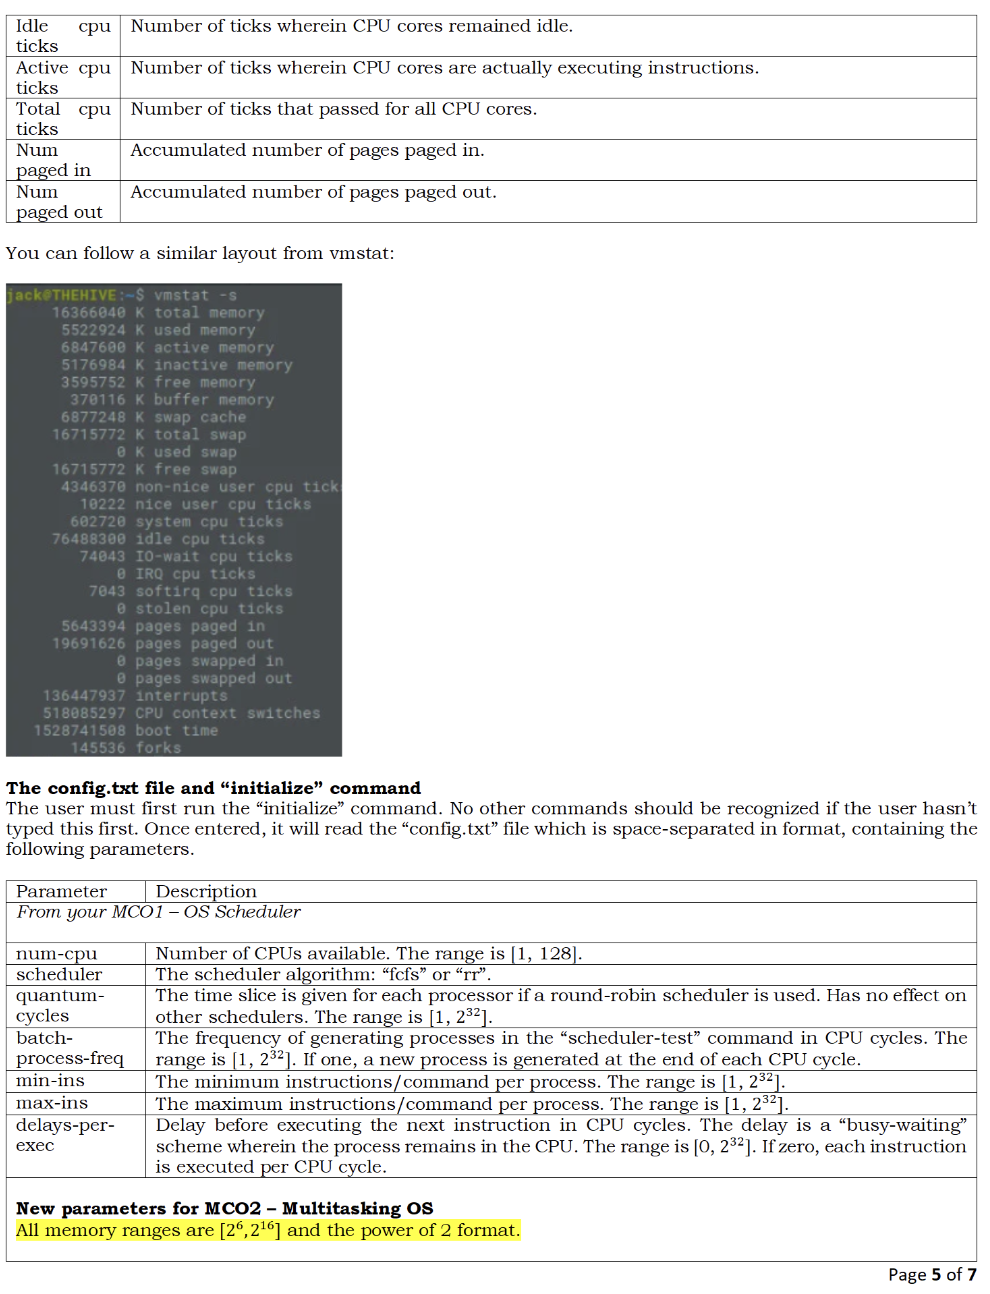 Idle cpu ticks Number of ticks wherein CPU cores remained idle.
Active cpu ticks Number of ticks wherein CPU cores are actually executing instructions.
Total cpu ticks Number of ticks that passed for all CPU cores.
Num paged in Accumulated number of pages paged in.
Num paged out Accumulated number of pages paged out.
You can follow a similar layout from vmstat:
jack@THEHIVE:~$ vmstat -s
16366040 K total memory
5522924 K used memory
6847600 K active memory
5176984 K inactive memory
3595752 K free memory
370116 K buffer memory
6877248 K swap cache
16715772 K total swap
0 K used swap
16715772 K free swap
4346370 non-nice user cpu tick
10222 nice user cpu ticks
602720 system cpu ticks
76488300 idle cpu ticks
74043 IO-wait cpu ticks
0 IRQ cpu ticks
7043 softirq cpu ticks
0 stolen cpu ticks
5643394 pages paged in
19691626 pages paged out
0 pages swapped in
0 pages swapped out
136447937 interrupts
518085297 CPU context switches
1528741508 boot time
145536 forks
The config.txt file and “initialize” command
The user must first run the “initialize” command. No other commands should be recognized if the user hasn’t
typed this first. Once entered, it will read the “config.txt” file which is space-separated in format, containing the
following parameters.
Parameter Description
From your MCO1 – OS Scheduler
num-cpu Number of CPUs available. The range is [1, 128].
scheduler The scheduler algorithm: “fcfs” or “rr”.
quantum-cycles The time slice is given for each processor if a round-robin scheduler is used. Has no effect on
other schedulers. The range is [1, 2³²].
batch-process-freq The frequency of generating processes in the “scheduler-test” command in CPU cycles. The
range is [1, 2³²]. If one, a new process is generated at the end of each CPU cycle.
min-ins The minimum instructions/command per process. The range is [1, 2³²].
max-ins The maximum instructions/command per process. The range is [1, 2³²].
delays-per-exec Delay before executing the next instruction in CPU cycles. The delay is a “busy-waiting”
scheme wherein the process remains in the CPU. The range is [0, 2³²]. If zero, each instruction
is executed per CPU cycle.
New parameters for MCO2 – Multitasking OS
All memory ranges are [2⁶,2¹⁶] and the power of 2 format.
Page 5 of 7